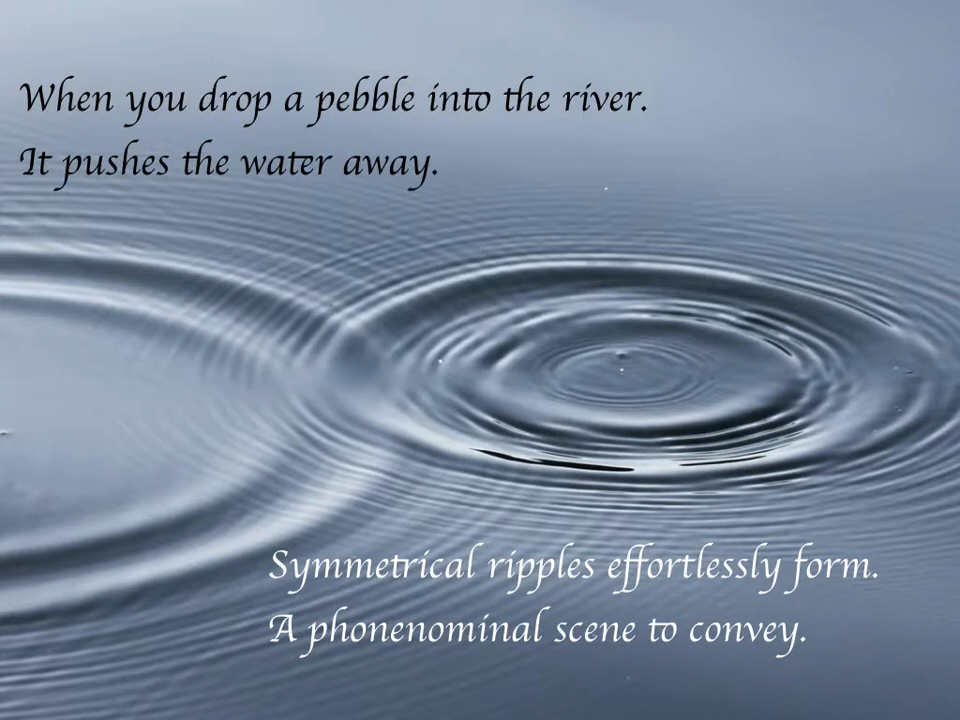 When you drop a pebble into the river.
It pushes the water away.
Symmetrical ripples effortlessly form.
A phonenominal scene to convey.